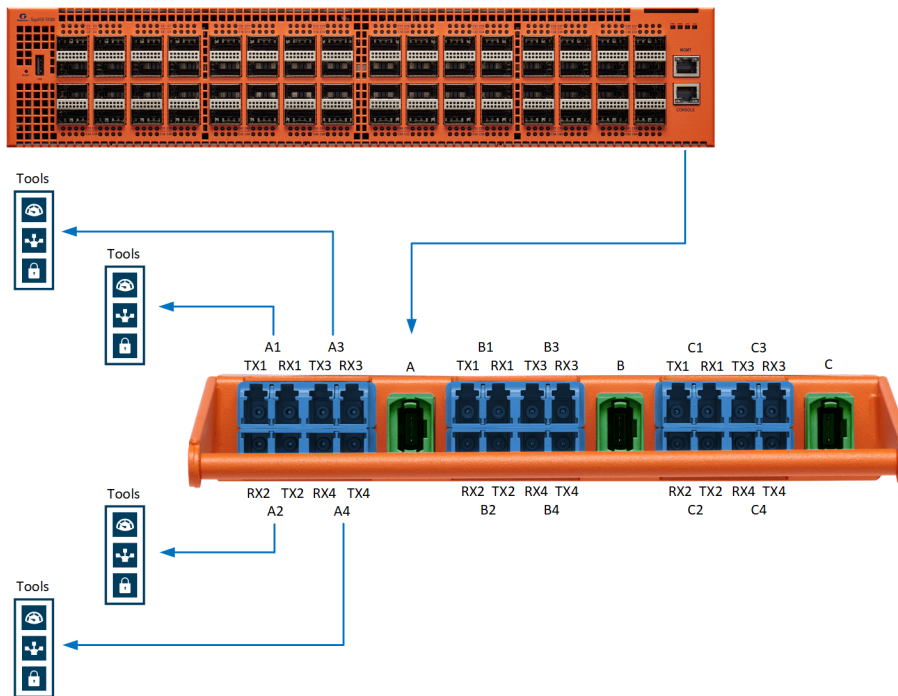 MGMT
CONSOLE
Tools
Tools
A1 A3 B1 B3 C1 C3
TX1 RX1 TX3 RX3 A TX1 RX1 TX3 RX3 B TX1 RX1 TX3 RX3 C
RX2 TX2 RX4 TX4 RX2 TX2 RX4 TX4 RX2 TX2 RX4 TX4
A2 A4 B2 B4 C2 C4
Tools
Tools